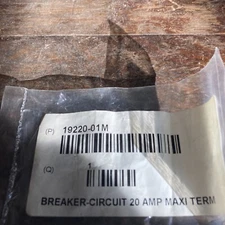 (P) 19220-01M
(Q) 1
BREAKER-CIRCUIT 20 AMP MAXI TERM